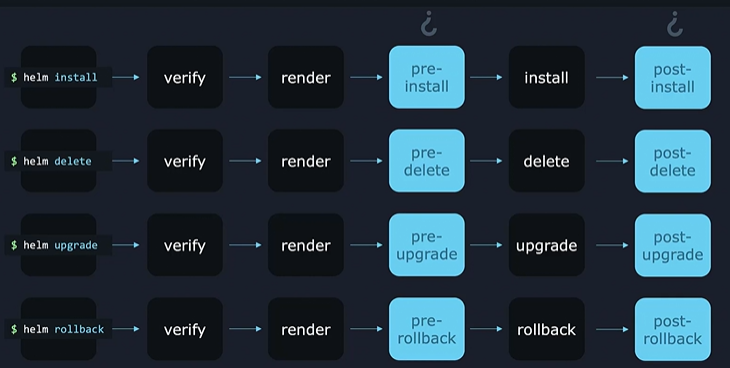 $ helm install
verify
render
pre-
install
install
post-
install
$ helm delete
verify
render
pre-
delete
delete
post-
delete
$ helm upgrade
verify
render
pre-
upgrade
upgrade
post-
upgrade
$ helm rollback
verify
render
pre-
rollback
rollback
post-
rollback